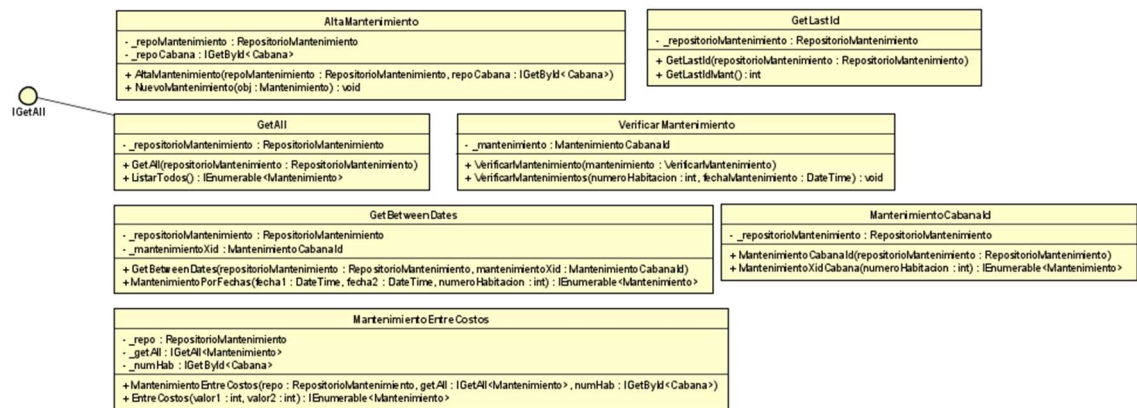 AltaMantenimiento
- _repoMantenimiento : RepositorioMantenimiento
- _repoCabana : IGetById<Cabana>
+ AltaMantenimiento(repoMantenimiento : RepositorioMantenimiento, repoCabana : IGetById<Cabana>)
+ NuevoMantenimiento(obj : Mantenimiento) : void
GetLastId
- _repositorioMantenimiento : RepositorioMantenimiento
+ GetLastId(repositorioMantenimiento : RepositorioMantenimiento)
+ GetLastIdMant() : int
IGetAll
GetAll
- _repositorioMantenimiento : RepositorioMantenimiento
+ GetAll(repositorioMantenimiento : RepositorioMantenimiento)
+ ListarTodos() : IEnumerable<Mantenimiento>
VerificarMantenimiento
- _mantenimiento : MantenimientoCabanaId
+ VerificarMantenimiento(mantenimiento : VerificarMantenimiento)
+ VerificarMantenimientos(numeroHabitacion : int, fechaMantenimiento : DateTime) : void
GetBetweenDates
- _repositorioMantenimiento : RepositorioMantenimiento
- _mantenimientoXid : MantenimientoCabanaId
+ GetBetweenDates(repositorioMantenimiento : RepositorioMantenimiento, mantenimientoXid : MantenimientoCabanaId)
+ MantenimientoPorFechas(fecha1 : DateTime, fecha2 : DateTime, numeroHabitacion : int) : IEnumerable<Mantenimiento>
MantenimientoCabanaId
- _repositorioMantenimiento : RepositorioMantenimiento
+ MantenimientoCabanaId(repositorioMantenimiento : RepositorioMantenimiento)
+ MantenimientoXidCabana(numeroHabitacion : int) : IEnumerable<Mantenimiento>
MantenimientoEntreCostos
- _repo : RepositorioMantenimiento
- _getAll : IGetAll<Mantenimiento>
- _numHab : IGetById<Cabana>
+ MantenimientoEntreCostos(repo : RepositorioMantenimiento, getAll : IGetAll<Mantenimiento>, numHab : IGetById<Cabana>)
+ EntreCostos(valor1 : int, valor2 : int) : IEnumerable<Mantenimiento>